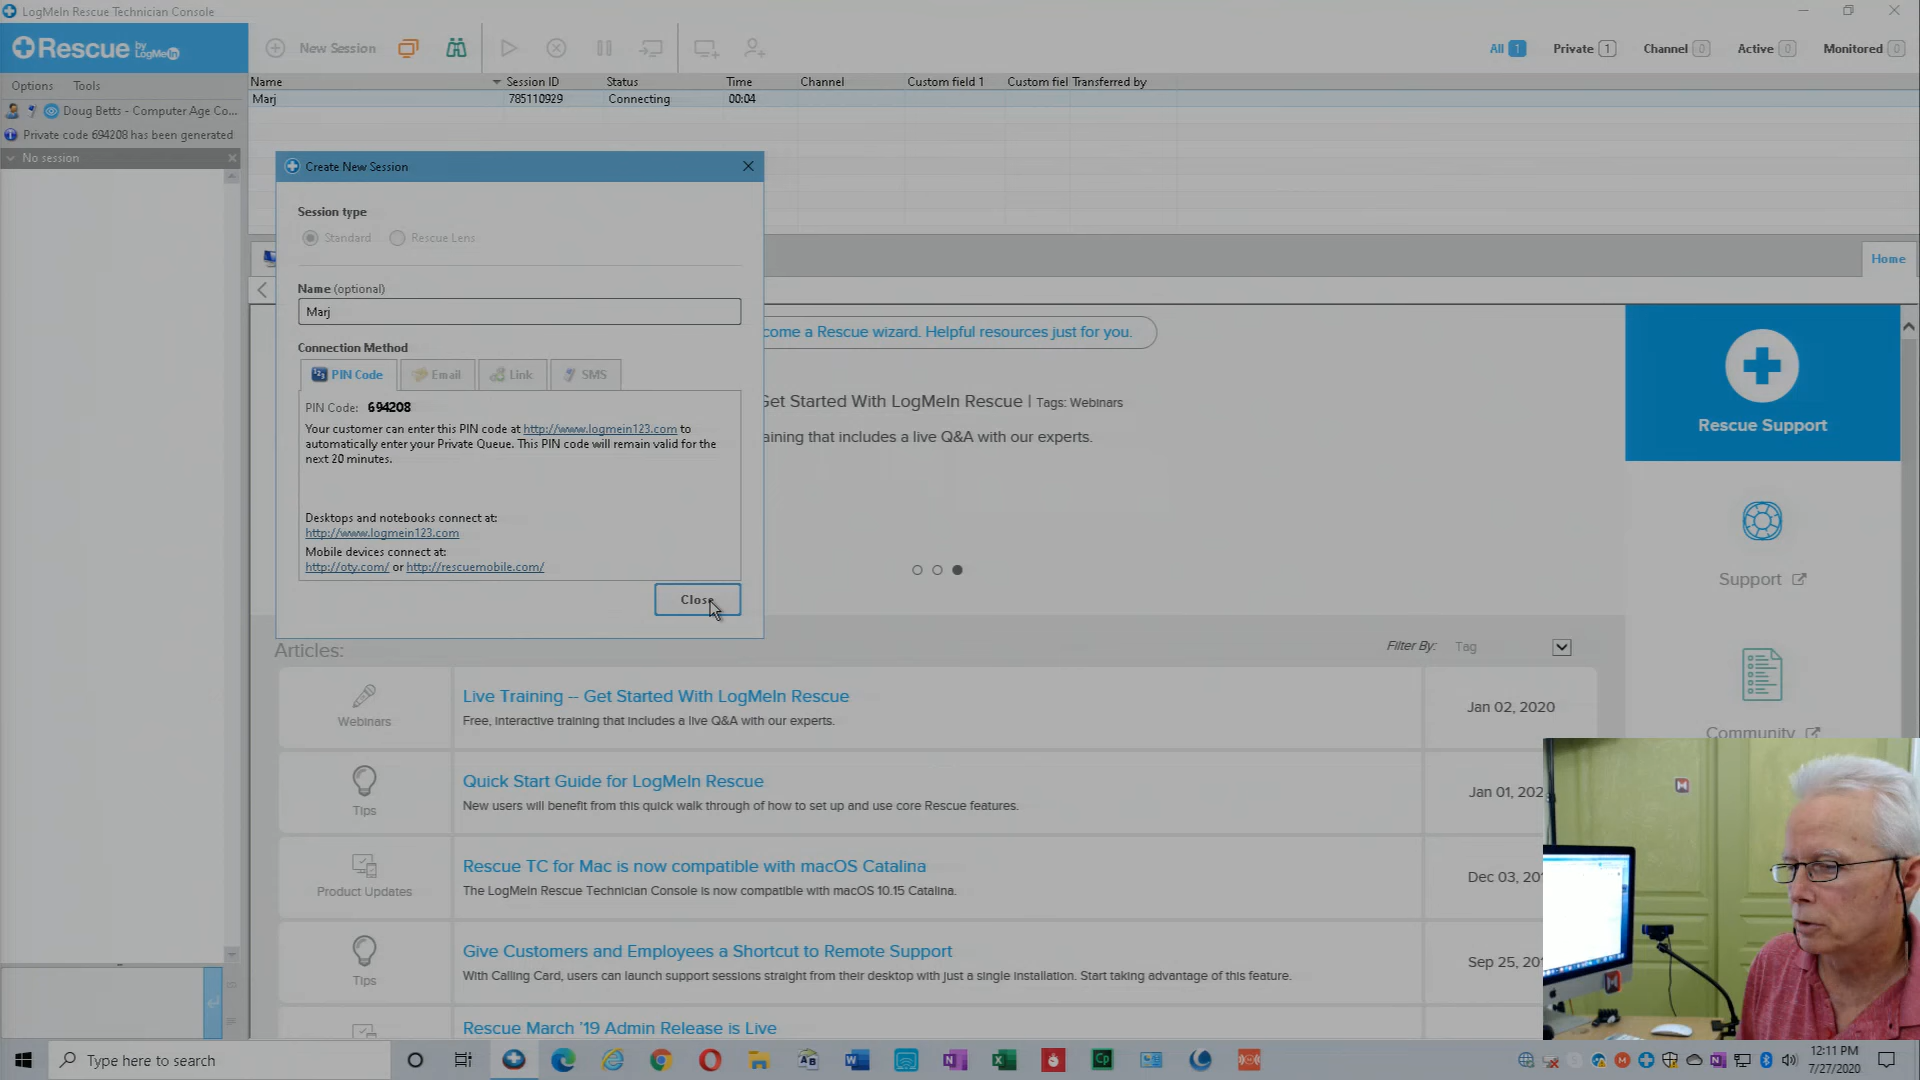 LogMeIn Rescue Technician Console
Rescue by LogMeIn
New Session
All 1 Private 1 Channel 0 Active 0 Monitored 0
Options Tools
Name Session ID Status Time Channel Custom field 1 Custom fiel Transferred by
Marj 785110929 Connecting 00:04
Doug Betts - Computer Age Co...
Private code 694208 has been generated
No session
Create New Session
Session type
Standard Rescue Lens
Name (optional)
Marj
Connection Method
PIN Code Email Link SMS
PIN Code: 694208
Your customer can enter this PIN code at http://www.logmein123.com to
automatically enter your Private Queue. This PIN code will remain valid for the
next 20 minutes.
Desktops and notebooks connect at:
http://www.logmein123.com
Mobile devices connect at:
http://oty.com/ or http://rescuemobile.com/
Close
Home
come a Rescue wizard. Helpful resources just for you.
Get Started With LogMeIn Rescue | Tags: Webinars
aining that includes a live Q&A with our experts.
Rescue Support
Support
Community
Articles:
Filter By: Tag
Webinars
Live Training -- Get Started With LogMeIn Rescue
Free, interactive training that includes a live Q&A with our experts.
Jan 02, 2020
Tips
Quick Start Guide for LogMeIn Rescue
New users will benefit from this quick walk through of how to set up and use core Rescue features.
Jan 01, 202
Product Updates
Rescue TC for Mac is now compatible with macOS Catalina
The LogMeIn Rescue Technician Console is now compatible with macOS 10.15 Catalina.
Dec 03, 20
Tips
Give Customers and Employees a Shortcut to Remote Support
With Calling Card, users can launch support sessions straight from their desktop with just a single installation. Start taking advantage of this feature.
Sep 25, 20
Rescue March '19 Admin Release is Live
Type here to search
12:11 PM
7/27/2020